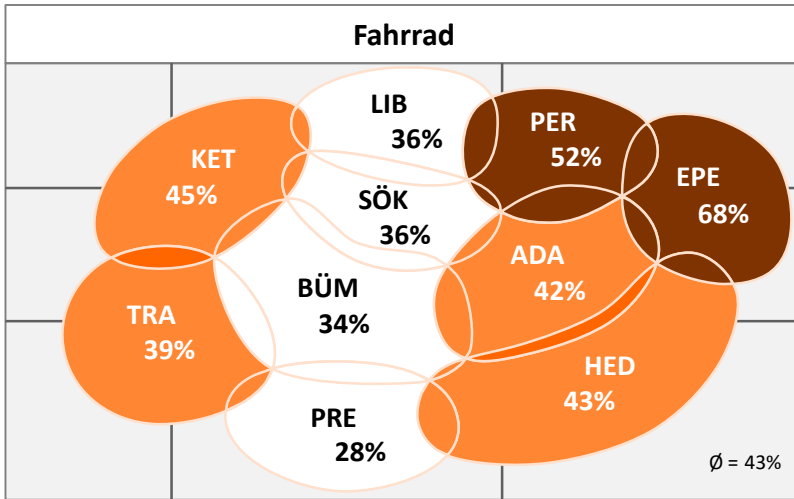 Fahrrad
LIB
36%
PER
52%
KET
45%
EPE
68%
SÖK
36%
ADA
42%
BÜM
34%
TRA
39%
HED
43%
PRE
28%
Ø = 43%